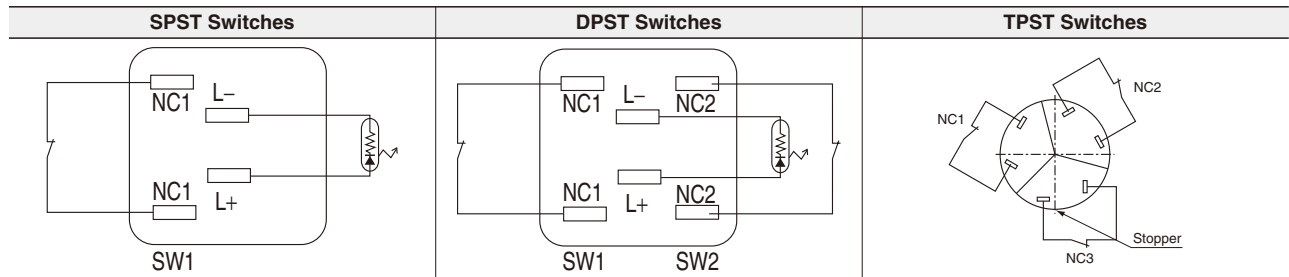 SPST Switches
DPST Switches
TPST Switches
NC1
L−
NC1
L+
SW1
NC1
L−
NC2
NC1
L+
NC2
SW1
SW2
NC2
NC1
Stopper
NC3